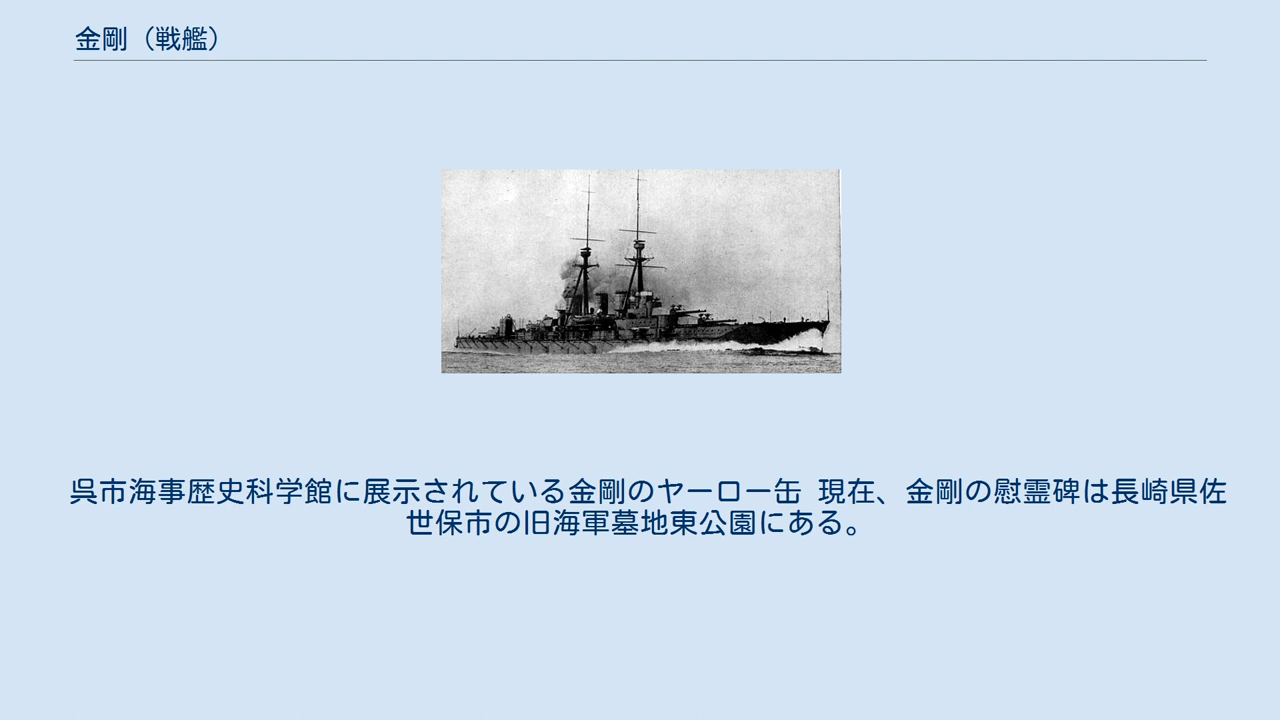 金剛（戦艦）
呉市海事歴史科学館に展示されている金剛のヤーロー缶 現在、金剛の慰霊碑は長崎県佐
世保市の旧海軍墓地東公園にある。